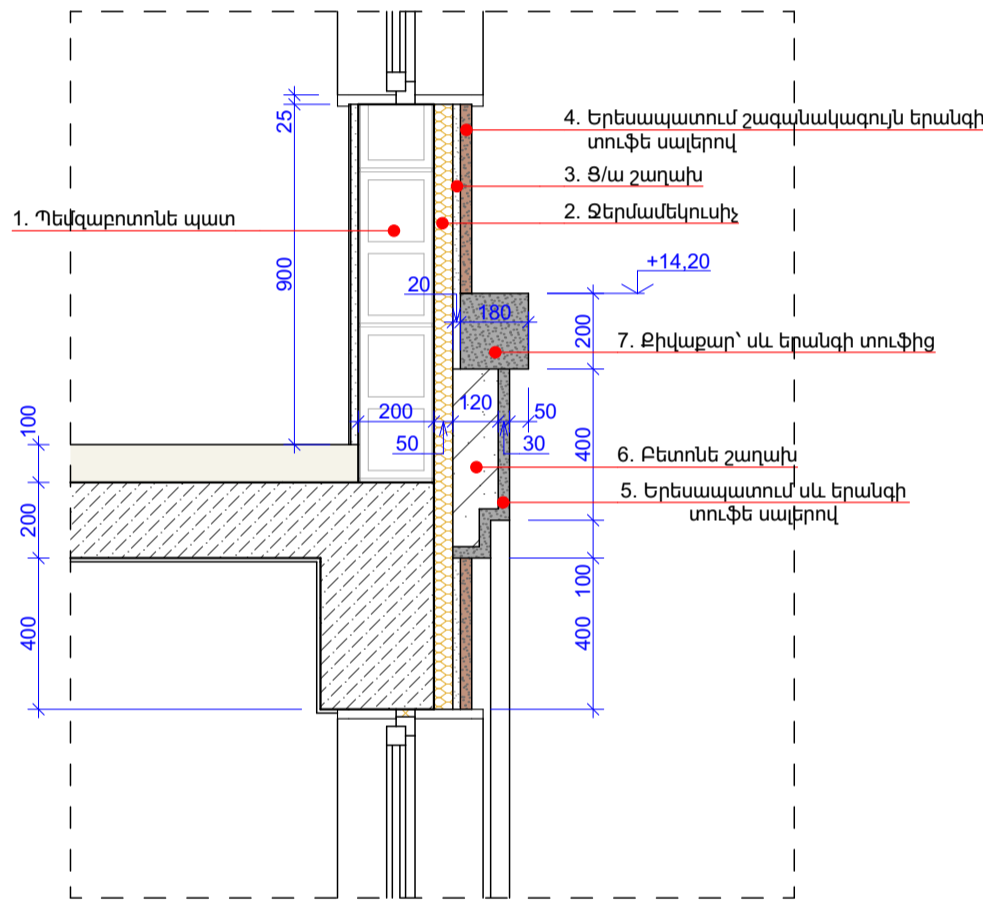 25
4. Երեսապատում շագանակագույն երանգի
տուֆե սալերով
3. Ց/ա շաղախ
2. Ջերմամեկուսիչ
1. Պեմզաբոտոնե պատ
900
+14,20
20
180
200
7. Քիվաքար՝ սև երանգի տուֆից
200
120
50
50
30
400
100
6. Բետոնե շաղախ
5. Երեսապատում սև երանգի
տուֆե սալերով
200
100
400
400